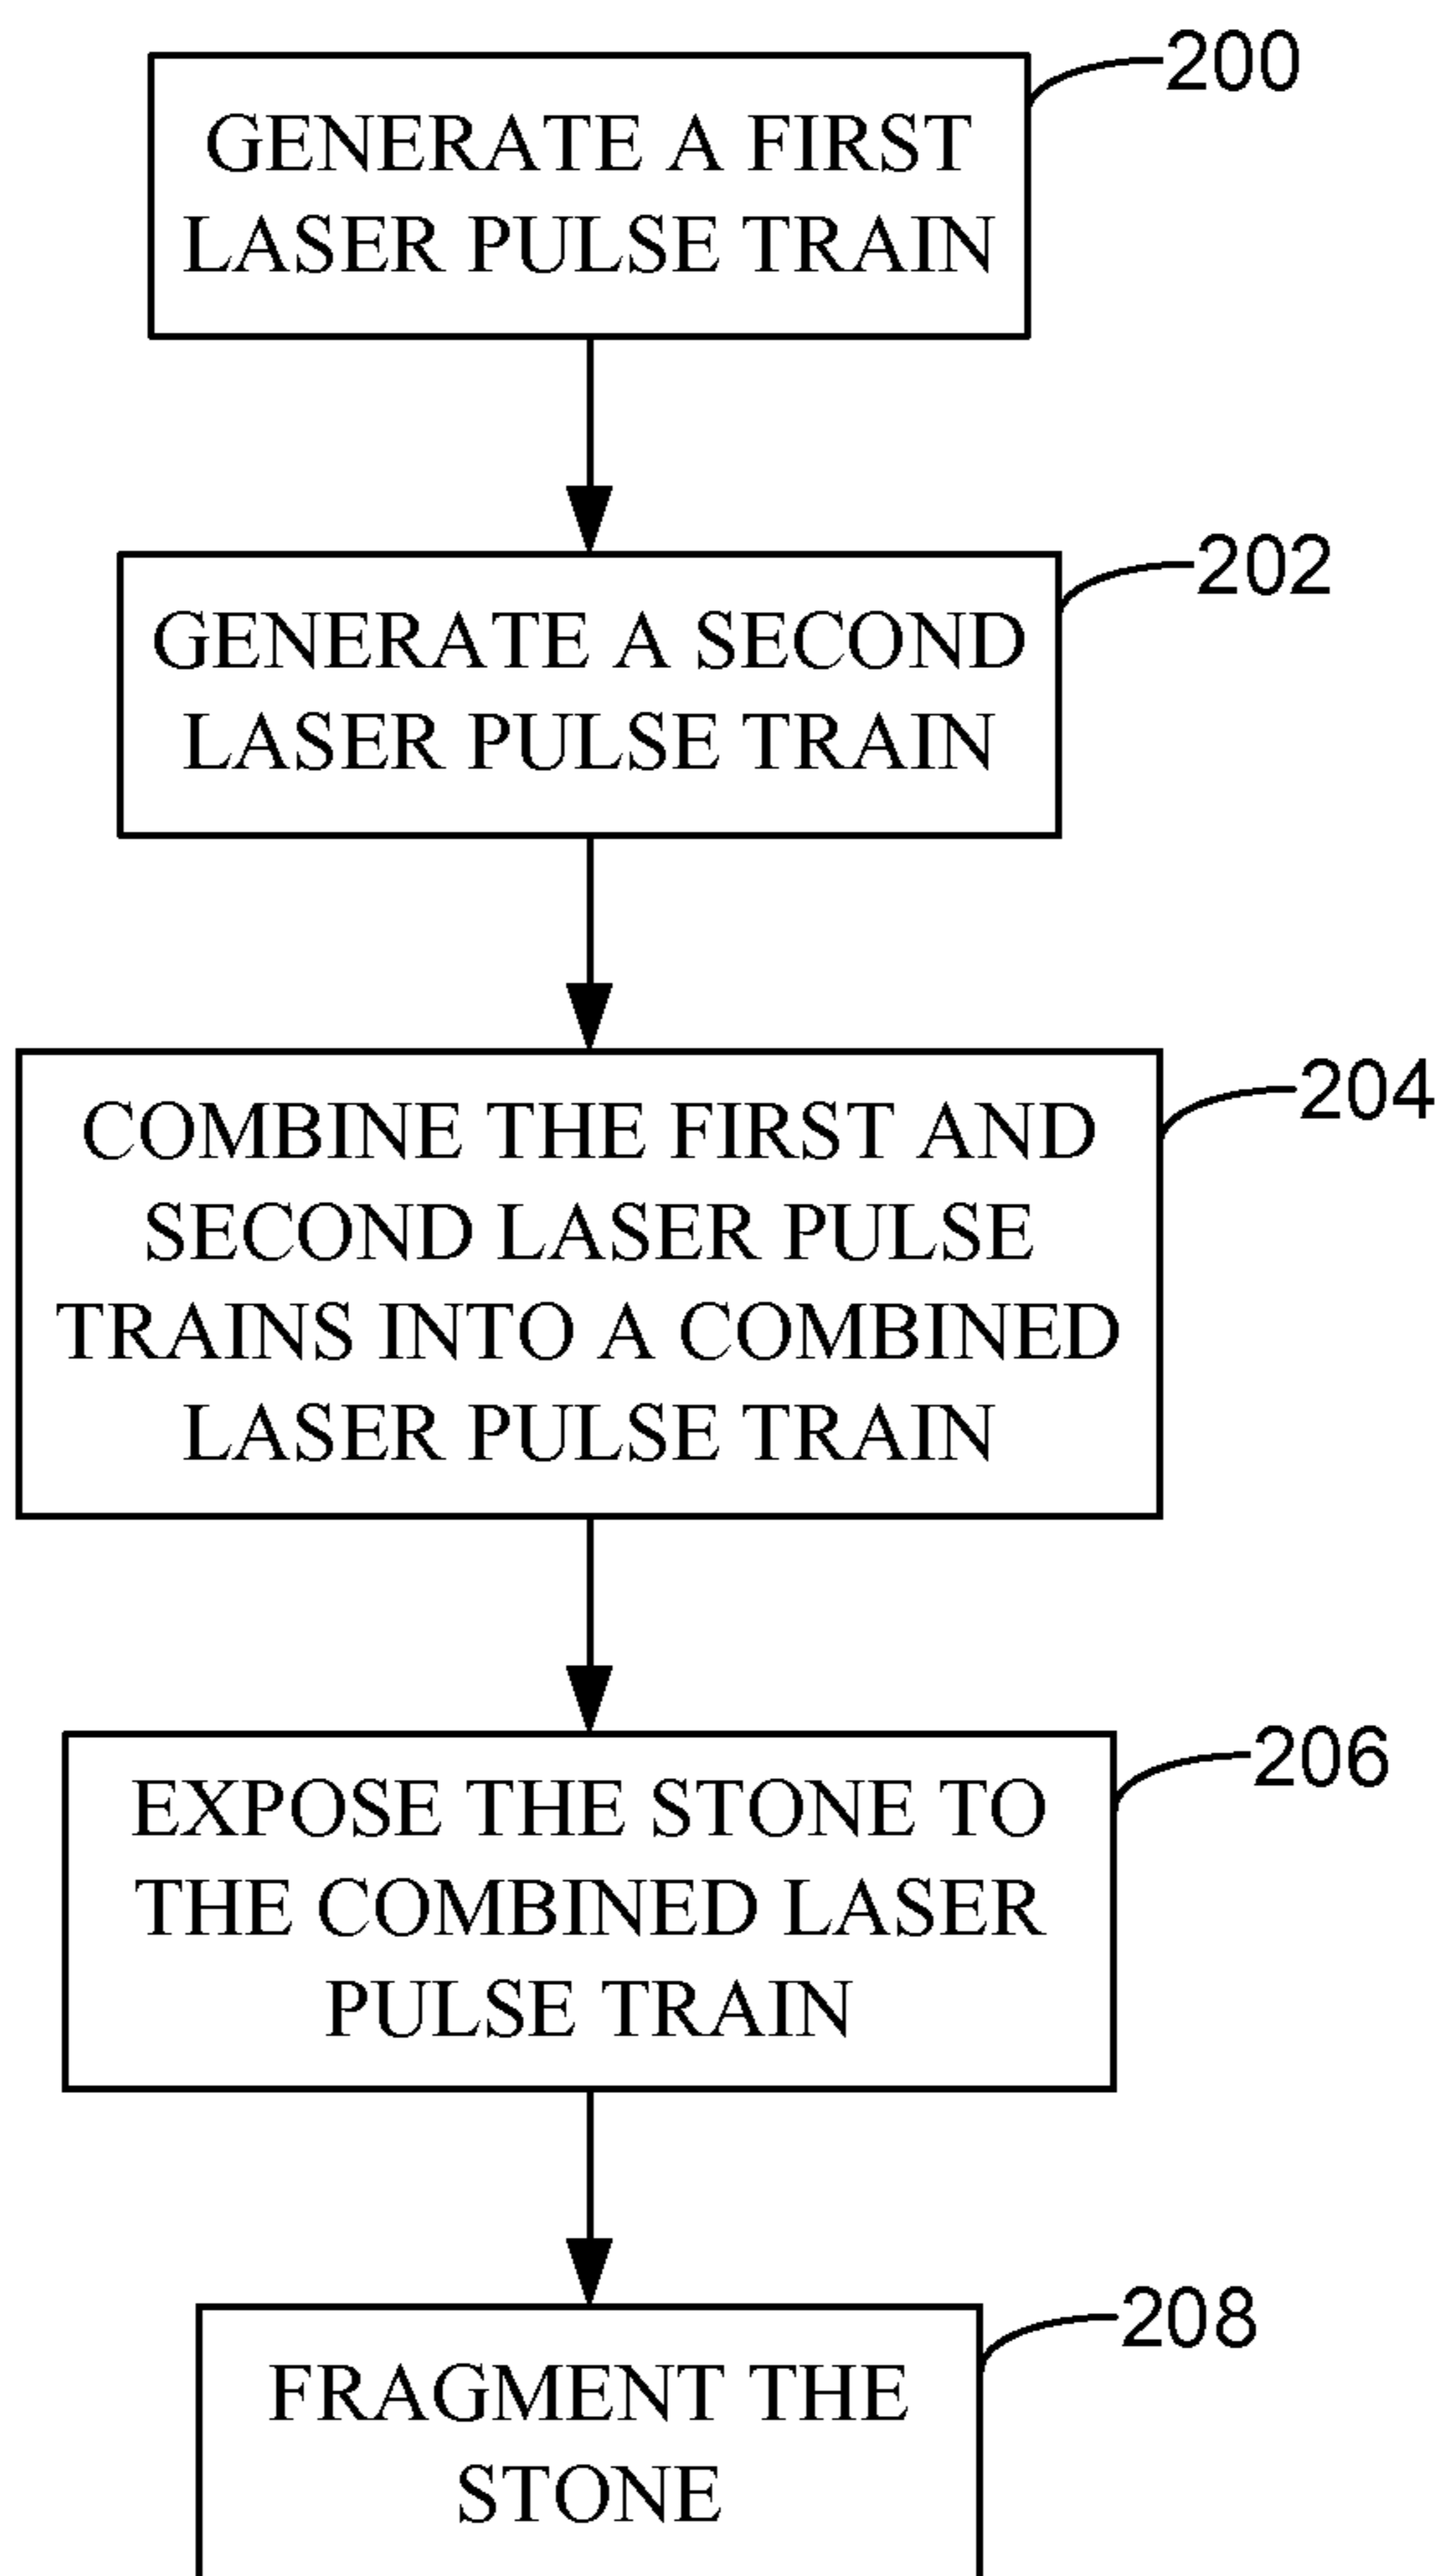 200
GENERATE A FIRST
LASER PULSE TRAIN
202
GENERATE A SECOND
LASER PULSE TRAIN
204
COMBINE THE FIRST AND
SECOND LASER PULSE
TRAINS INTO A COMBINED
LASER PULSE TRAIN
206
EXPOSE THE STONE TO
THE COMBINED LASER
PULSE TRAIN
208
FRAGMENT THE
STONE